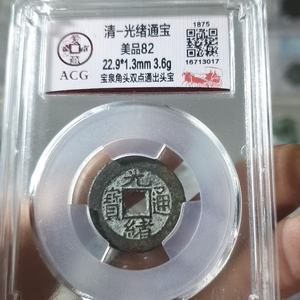 清-光绪通宝
美品82
22.9*1.3mm 3.6g
宝泉角头双点通出头宝
ACG
1875
16713017
光
通
緒
寳